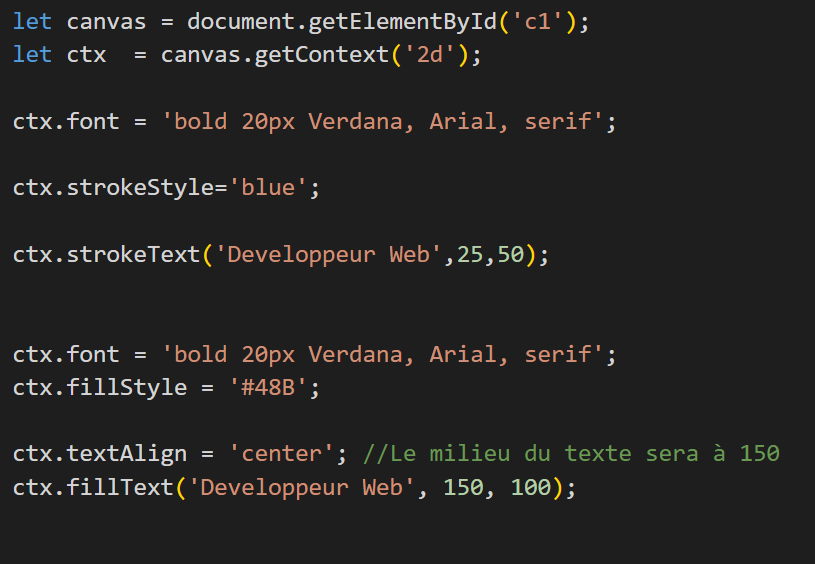 let canvas = document.getElementById('c1');
let ctx  = canvas.getContext('2d');
ctx.font = 'bold 20px Verdana, Arial, serif';
ctx.strokeStyle='blue';
ctx.strokeText('Developpeur Web',25,50);
ctx.font = 'bold 20px Verdana, Arial, serif';
ctx.fillStyle = '#48B';
ctx.textAlign = 'center'; //Le milieu du texte sera à 150
ctx.fillText('Developpeur Web', 150, 100);